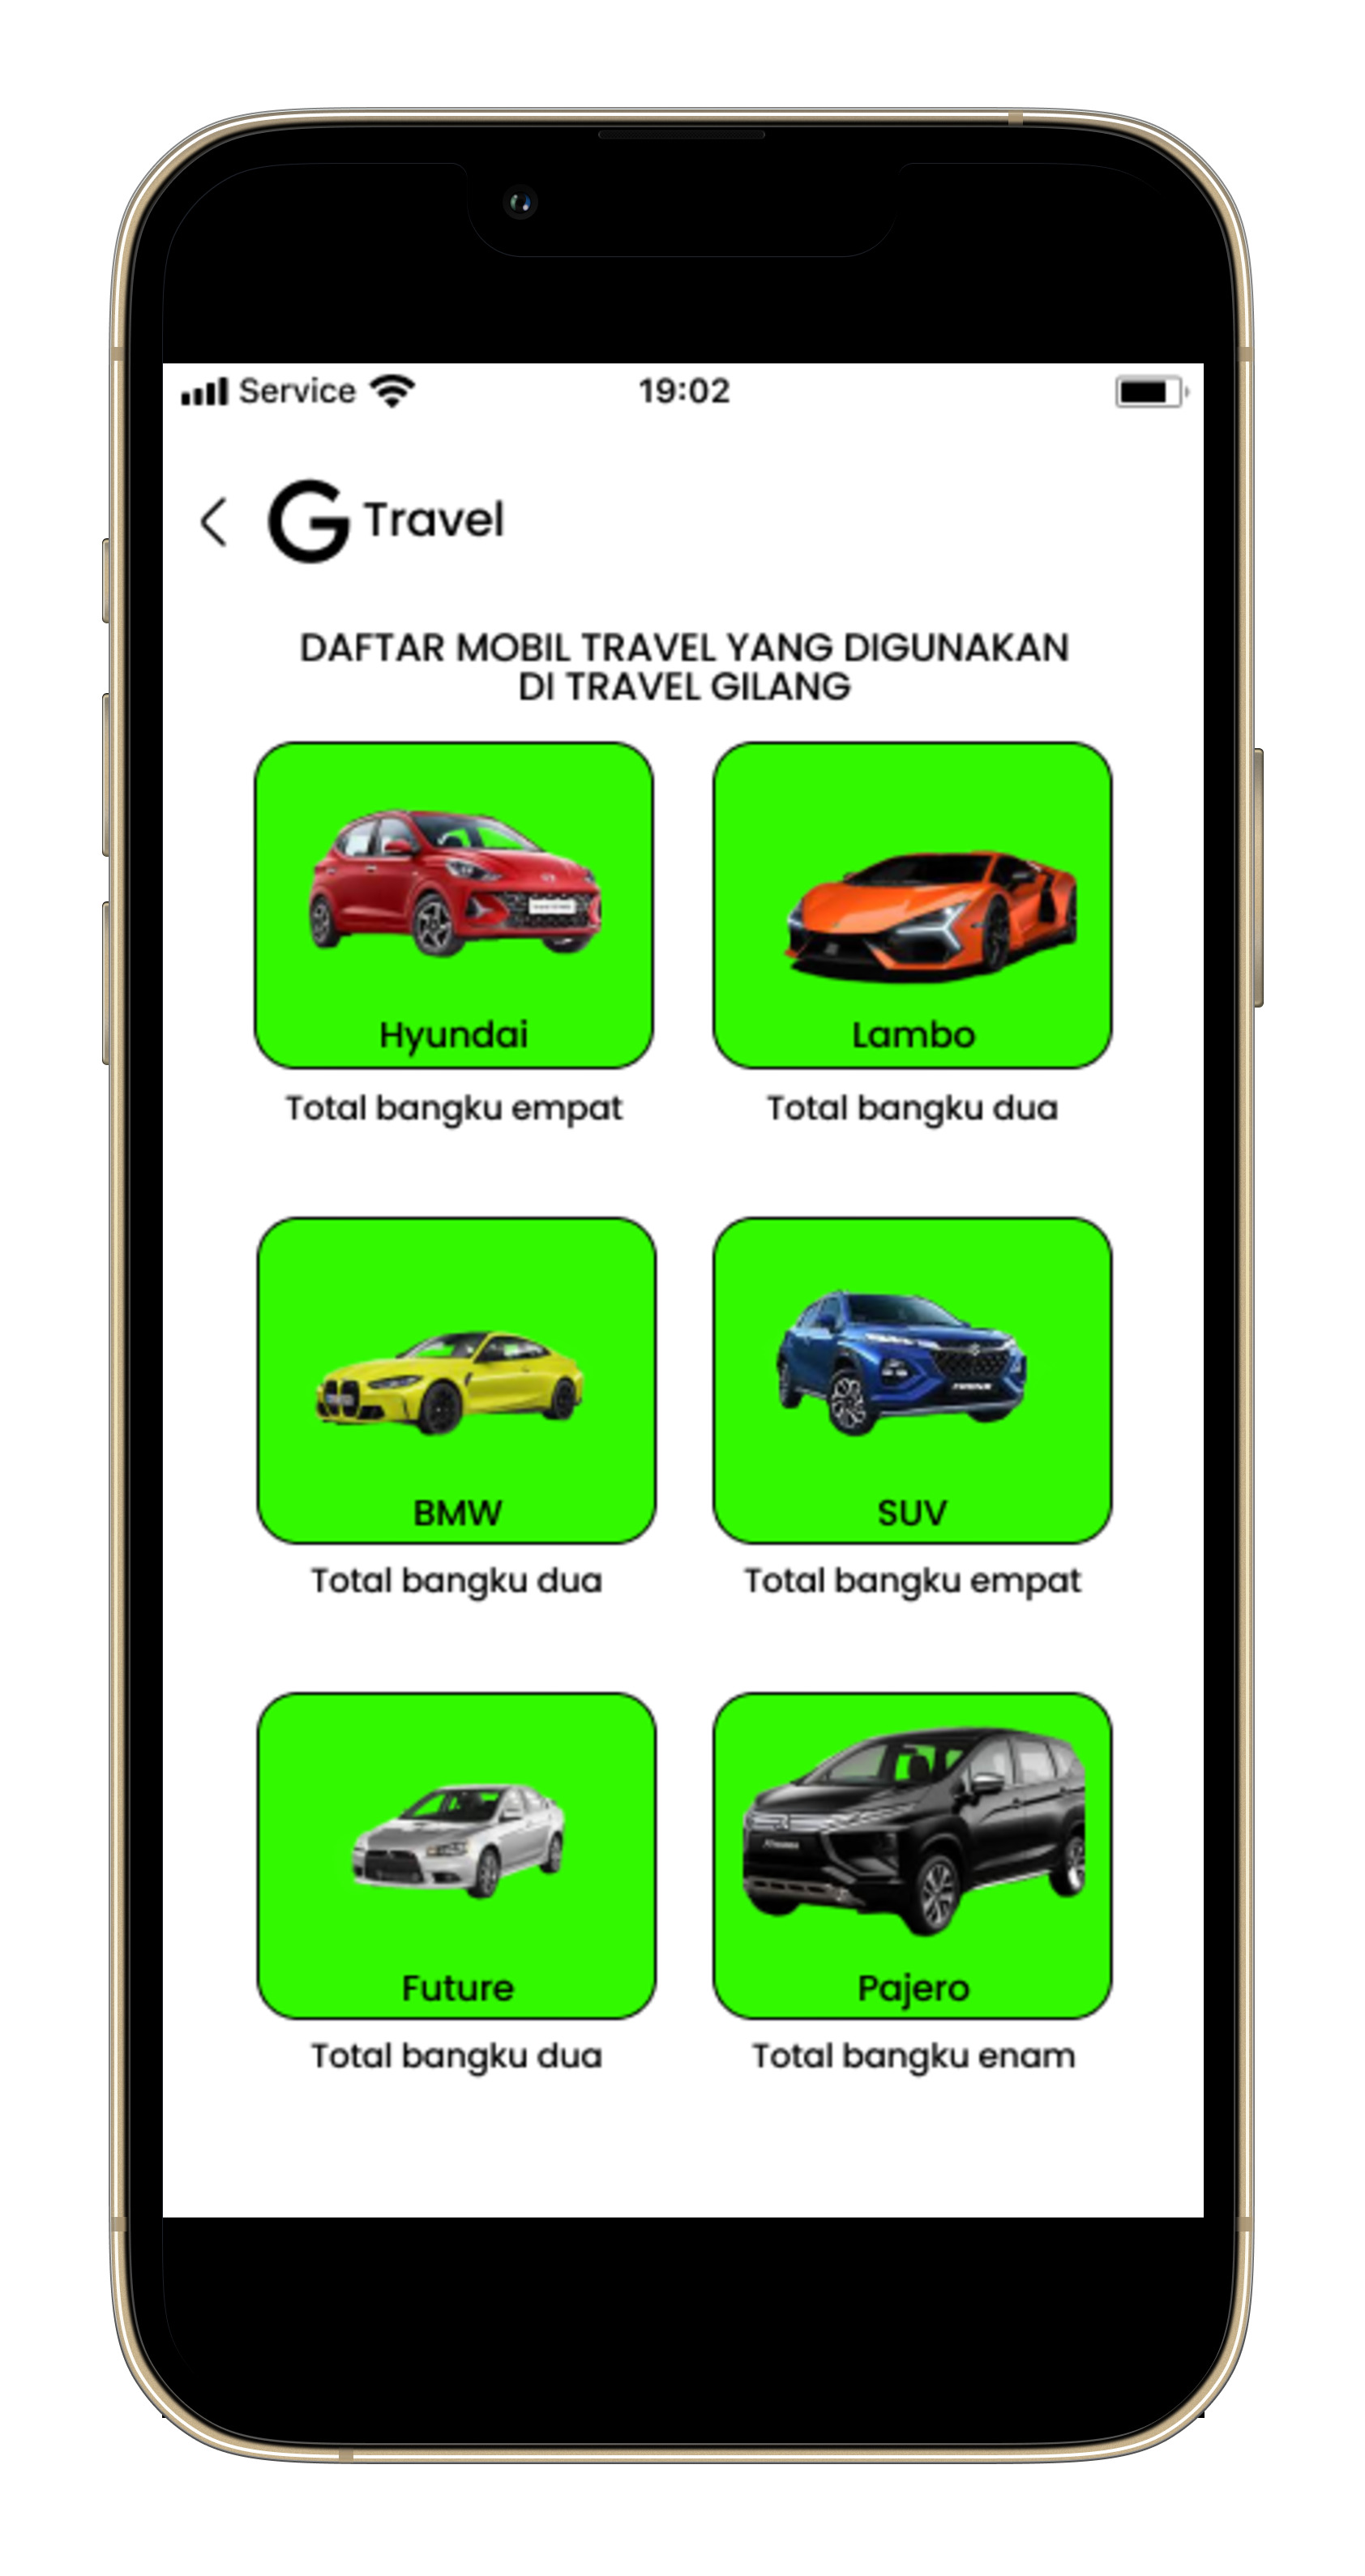 Service 19:02
G Travel
DAFTAR MOBIL TRAVEL YANG DIGUNAKAN
DI TRAVEL GILANG
Hyundai
Lambo
Total bangku empat
Total bangku dua
BMW
SUV
Total bangku dua
Total bangku empat
Future
Pajero
Total bangku dua
Total bangku enam